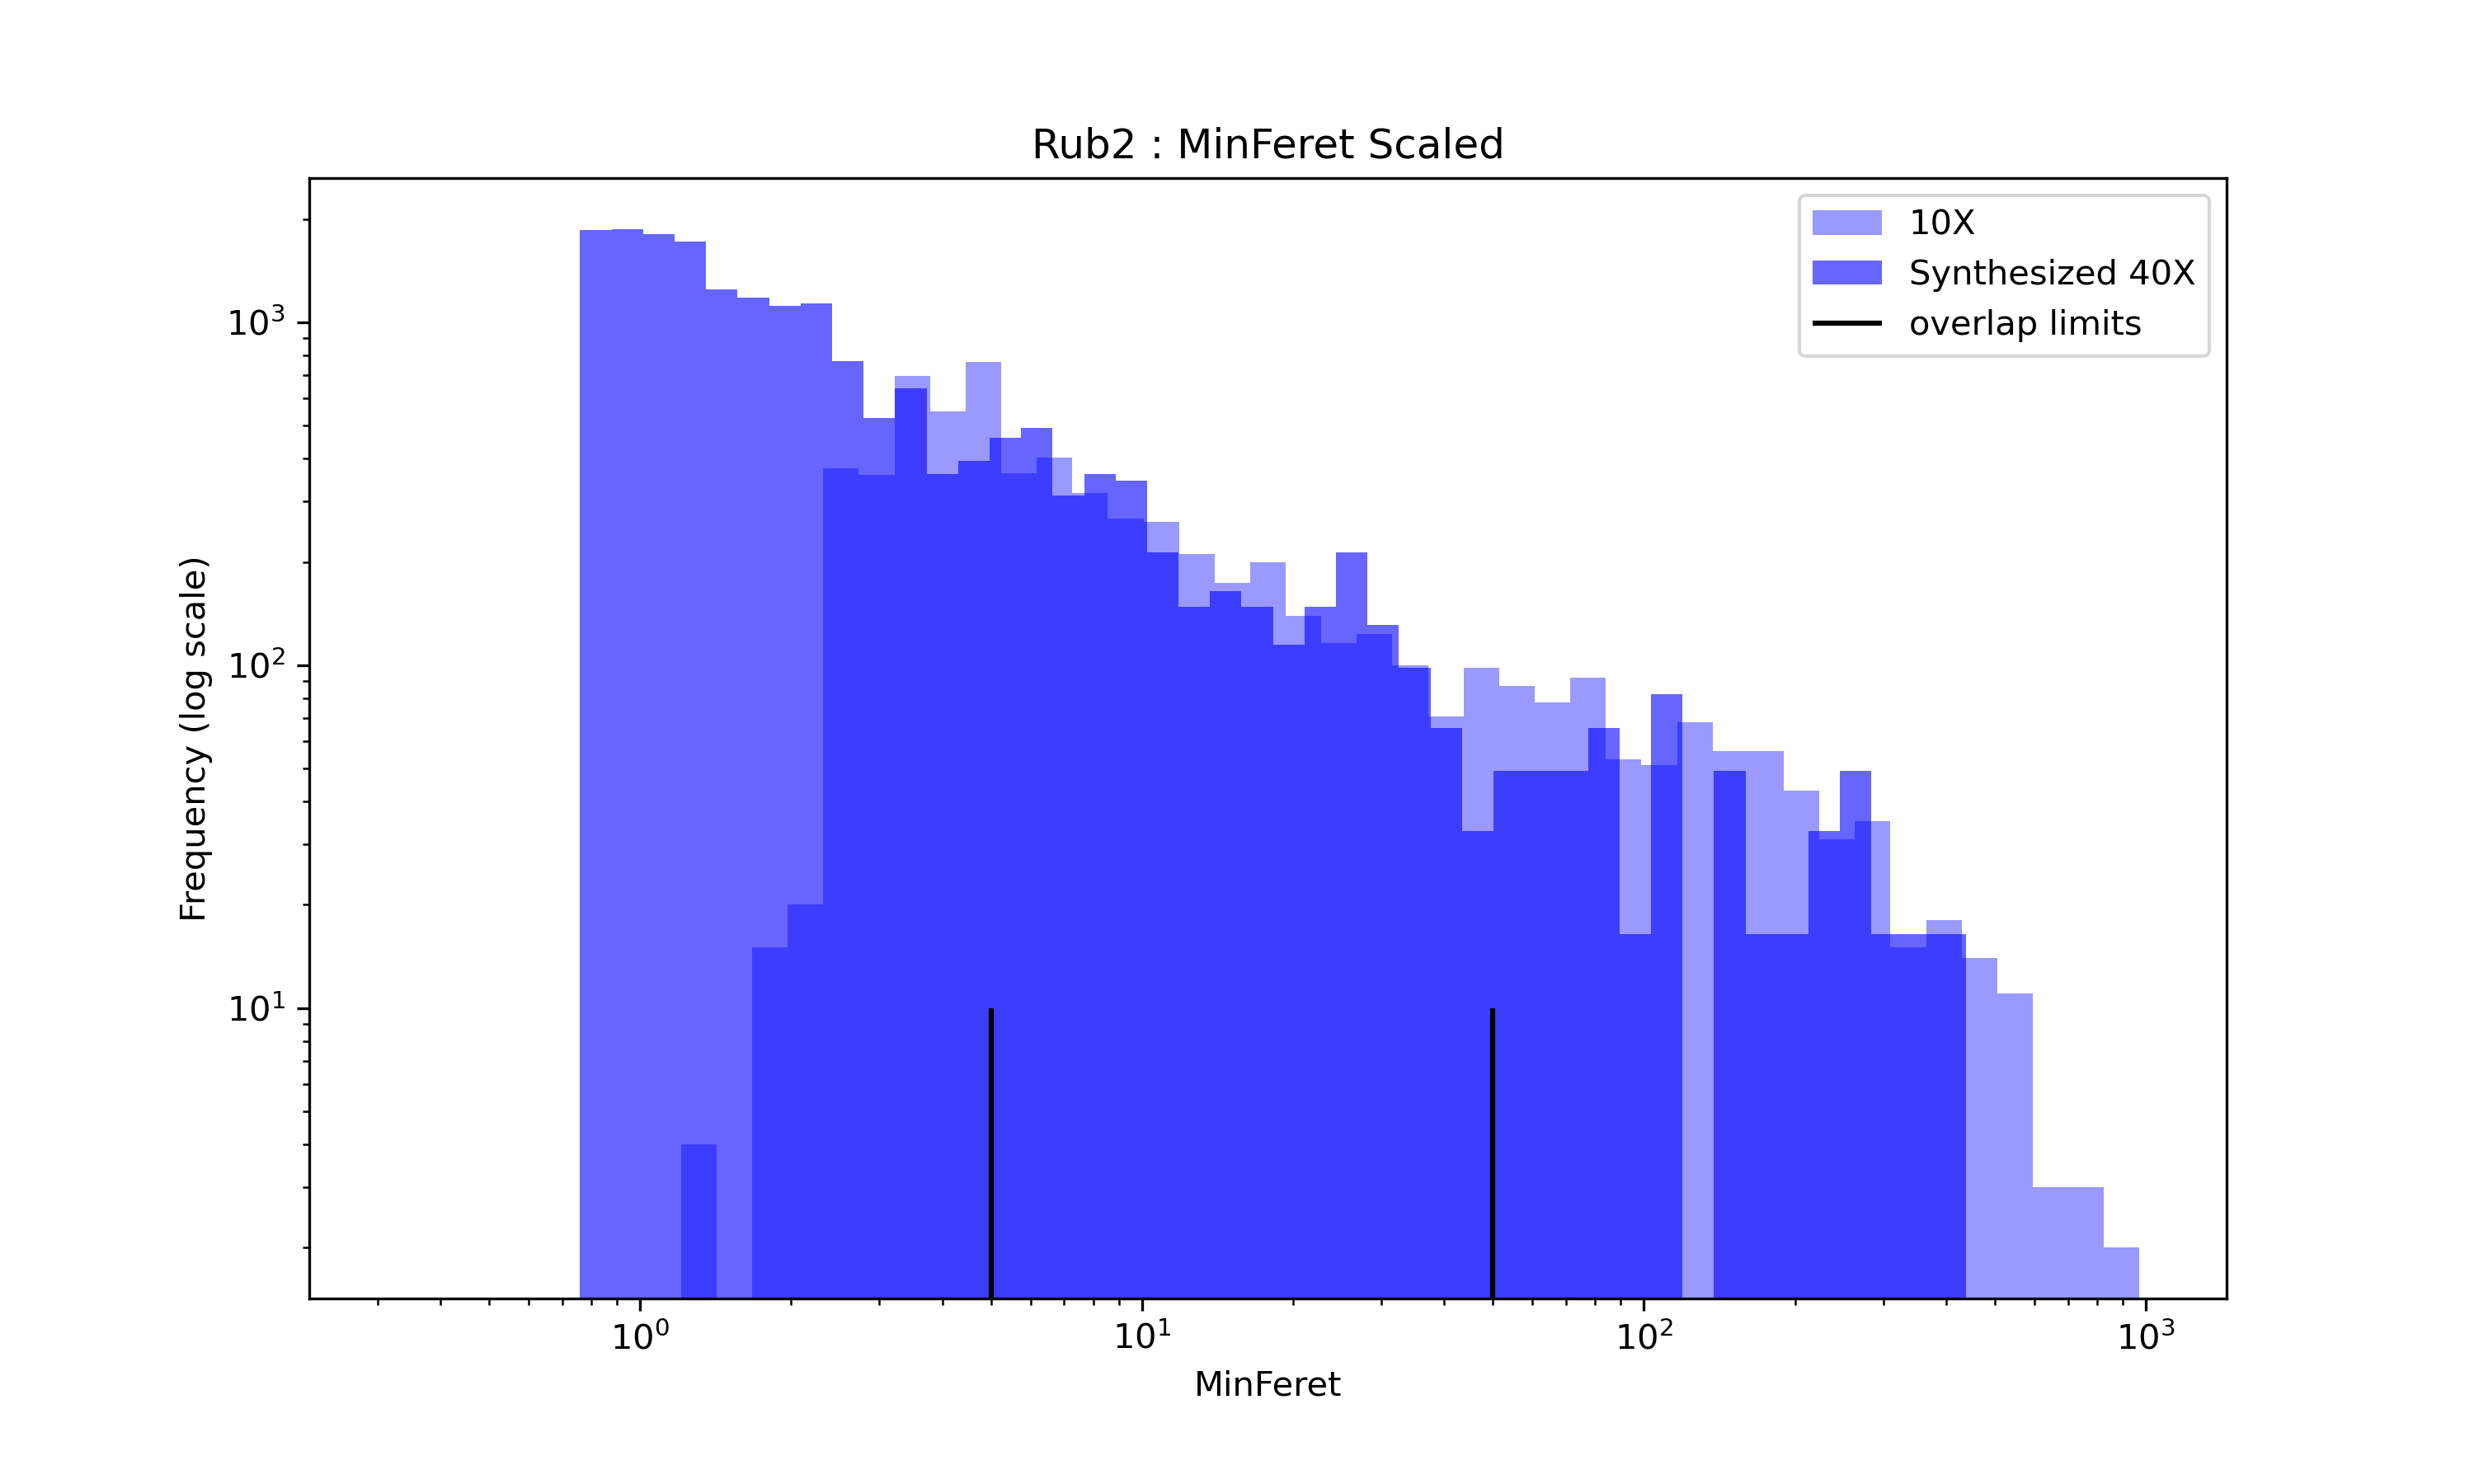 Rub2 : MinFeret Scaled
10X
Synthesized 40X
overlap limits
Frequency (log scale)
10³
10²
10¹
10⁰ 10¹ 10² 10³
MinFeret